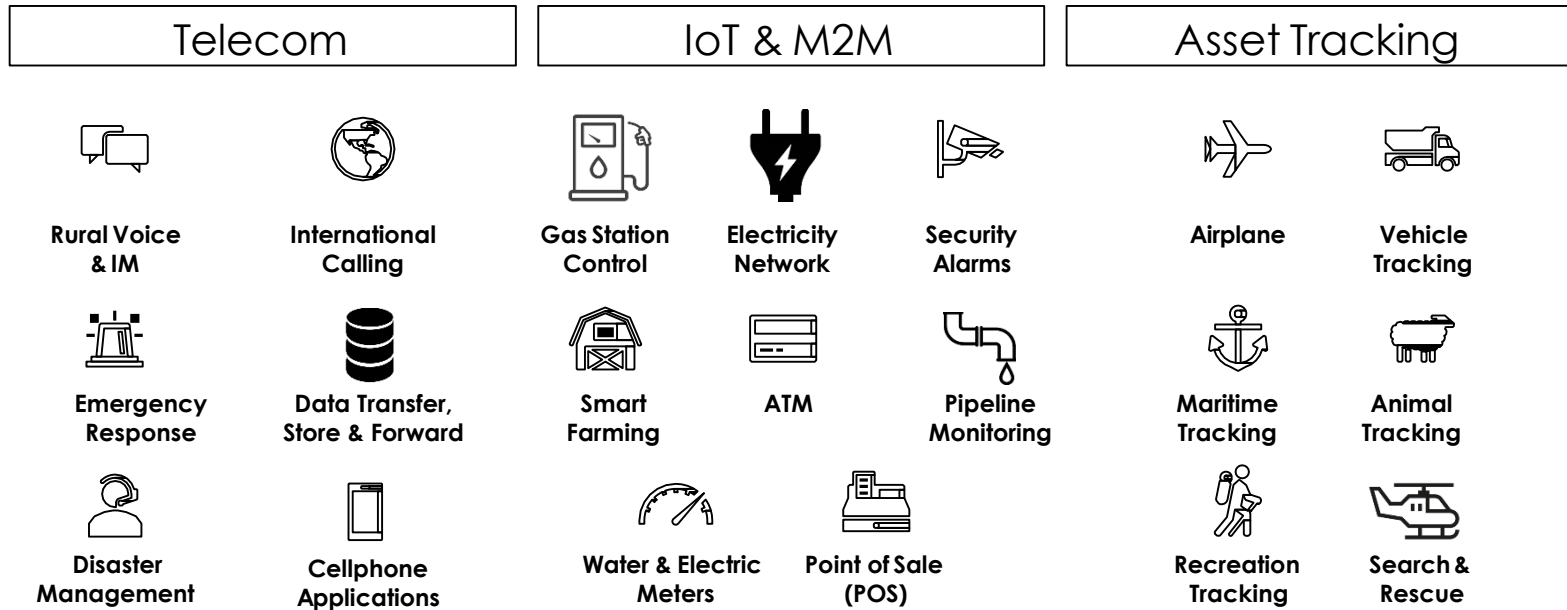 Telecom
IoT & M2M
Asset Tracking
Rural Voice
& IM
International
Calling
Gas Station
Control
Electricity
Network
Security
Alarms
Airplane
Vehicle
Tracking
Emergency
Response
Data Transfer,
Store & Forward
Smart
Farming
ATM
Pipeline
Monitoring
Maritime
Tracking
Animal
Tracking
Disaster
Management
Cellphone
Applications
Water & Electric
Meters
Point of Sale
(POS)
Recreation
Tracking
Search &
Rescue